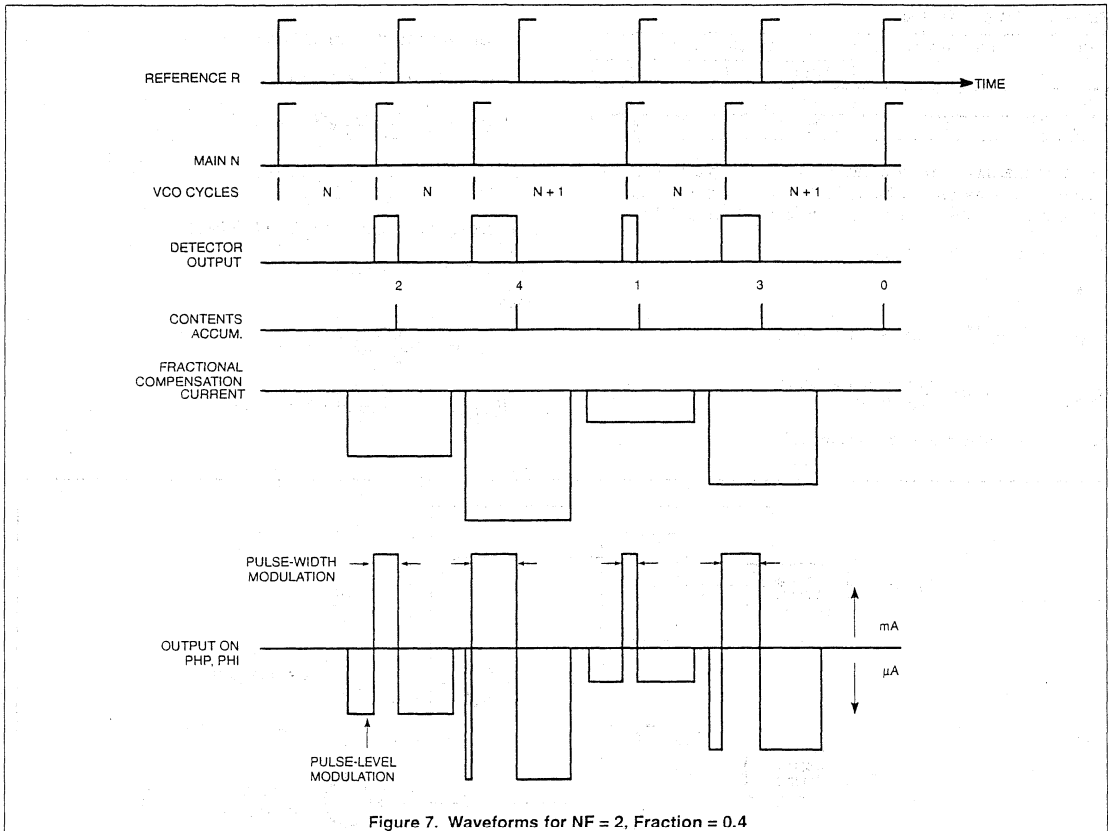 REFERENCE R
TIME
MAIN N
VCO CYCLES
N
N
N + 1
N
N + 1
DETECTOR
OUTPUT
2
4
1
3
0
CONTENTS
ACCUM.
FRACTIONAL
COMPENSATION
CURRENT
PULSE-WIDTH
MODULATION
mA
OUTPUT ON
PHP, PHI
µA
PULSE-LEVEL
MODULATION
Figure 7. Waveforms for NF = 2, Fraction = 0.4